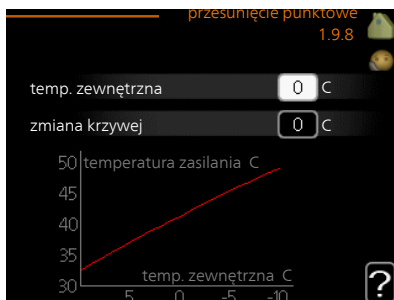 przesunięcie punktowe
1.9.8
temp. zewnętrzna 0 C
zmiana krzywej 0 C
50 temperatura zasilania C
45
40
35
30 temp. zewnętrzna C
5 0 -5 -10
?